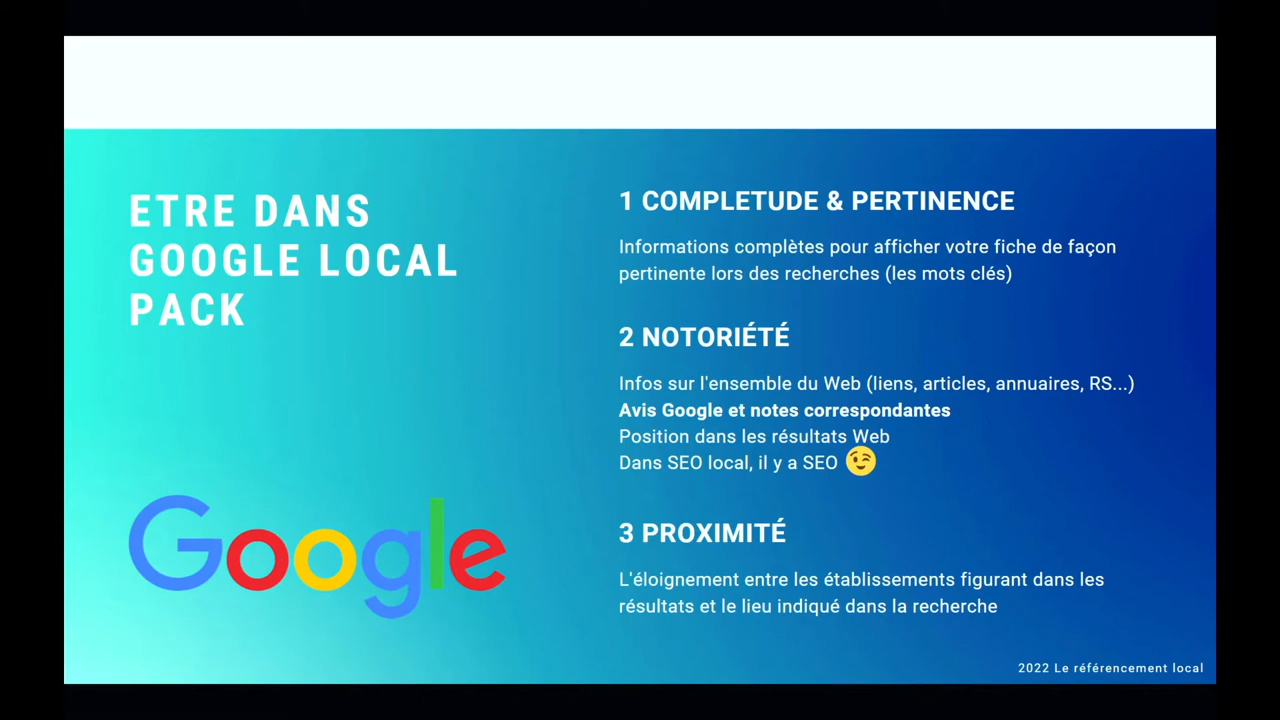 ETRE DANS
GOOGLE LOCAL
PACK
Google
1 COMPLETUDE & PERTINENCE
Informations complètes pour afficher votre fiche de façon
pertinente lors des recherches (les mots clés)
2 NOTORIÉTÉ
Infos sur l'ensemble du Web (liens, articles, annuaires, RS...)
Avis Google et notes correspondantes
Position dans les résultats Web
Dans SEO local, il y a SEO 😉
3 PROXIMITÉ
L'éloignement entre les établissements figurant dans les
résultats et le lieu indiqué dans la recherche
2022 Le référencement local